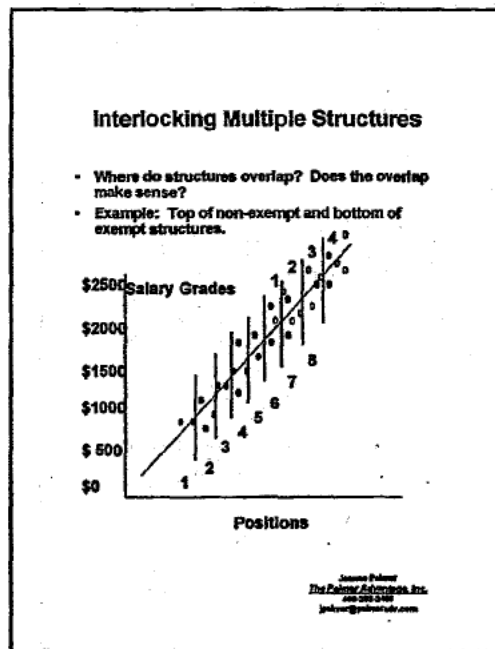 Interlocking Multiple Structures
• Where do structures overlap? Does the overlap
make sense?
• Example: Top of non-exempt and bottom of
exempt structures.
4
3
2
1
$2500
Salary Grades
$2000
$1500
$1000
$ 500
$0
8
7
6
5
4
3
2
1
Positions
The Palmer Advantage, Inc.